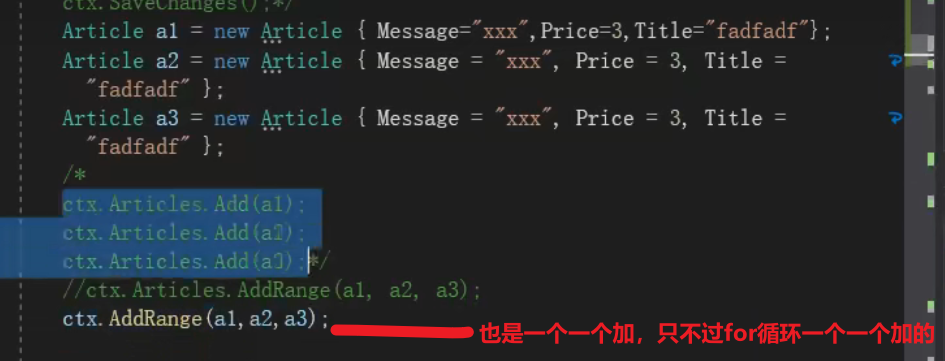 ctx.SaveChanges();*/
Article a1 = new Article { Message="xxx",Price=3,Title="fadfadf"};
Article a2 = new Article { Message = "xxx", Price = 3, Title =
"fadfadf" };
Article a3 = new Article { Message = "xxx", Price = 3, Title =
"fadfadf" };
/*
ctx.Articles.Add(a1);
ctx.Articles.Add(a2);
ctx.Articles.Add(a3);*/
//ctx.Articles.AddRange(a1, a2, a3);
ctx.AddRange(a1,a2,a3);
也是一个一个加，只不过for循环一个一个加的